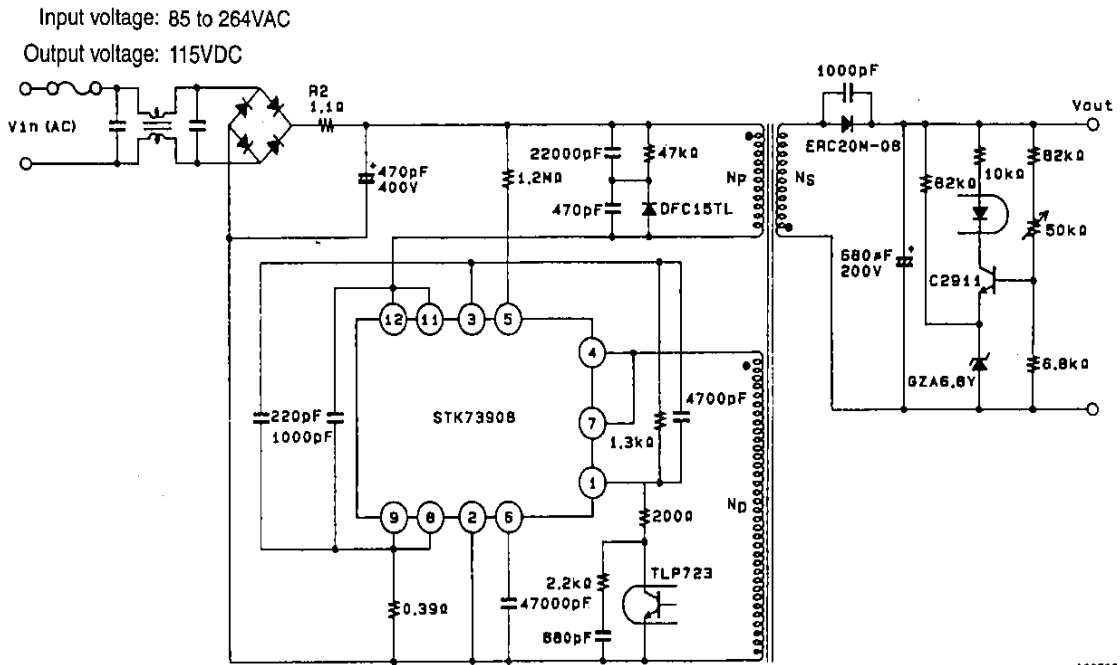 Input voltage: 85 to 264VAC
Output voltage: 115VDC
R2
1.1Ω
Vin (AC)
470pF
400V
1.2MΩ
22000pF
47kΩ
470pF
DFC15TL
NP
NS
1000pF
ERC20M-08
Vout
82kΩ
10kΩ
82kΩ
50kΩ
680μF
200V
C2911
GZA6.8Y
6.8kΩ
12
11
3
5
4
7
1
STK7390B
220pF
1000pF
1.3kΩ
4700pF
9
8
2
6
200Ω
ND
0.39Ω
47000pF
2.2kΩ
680pF
TLP723